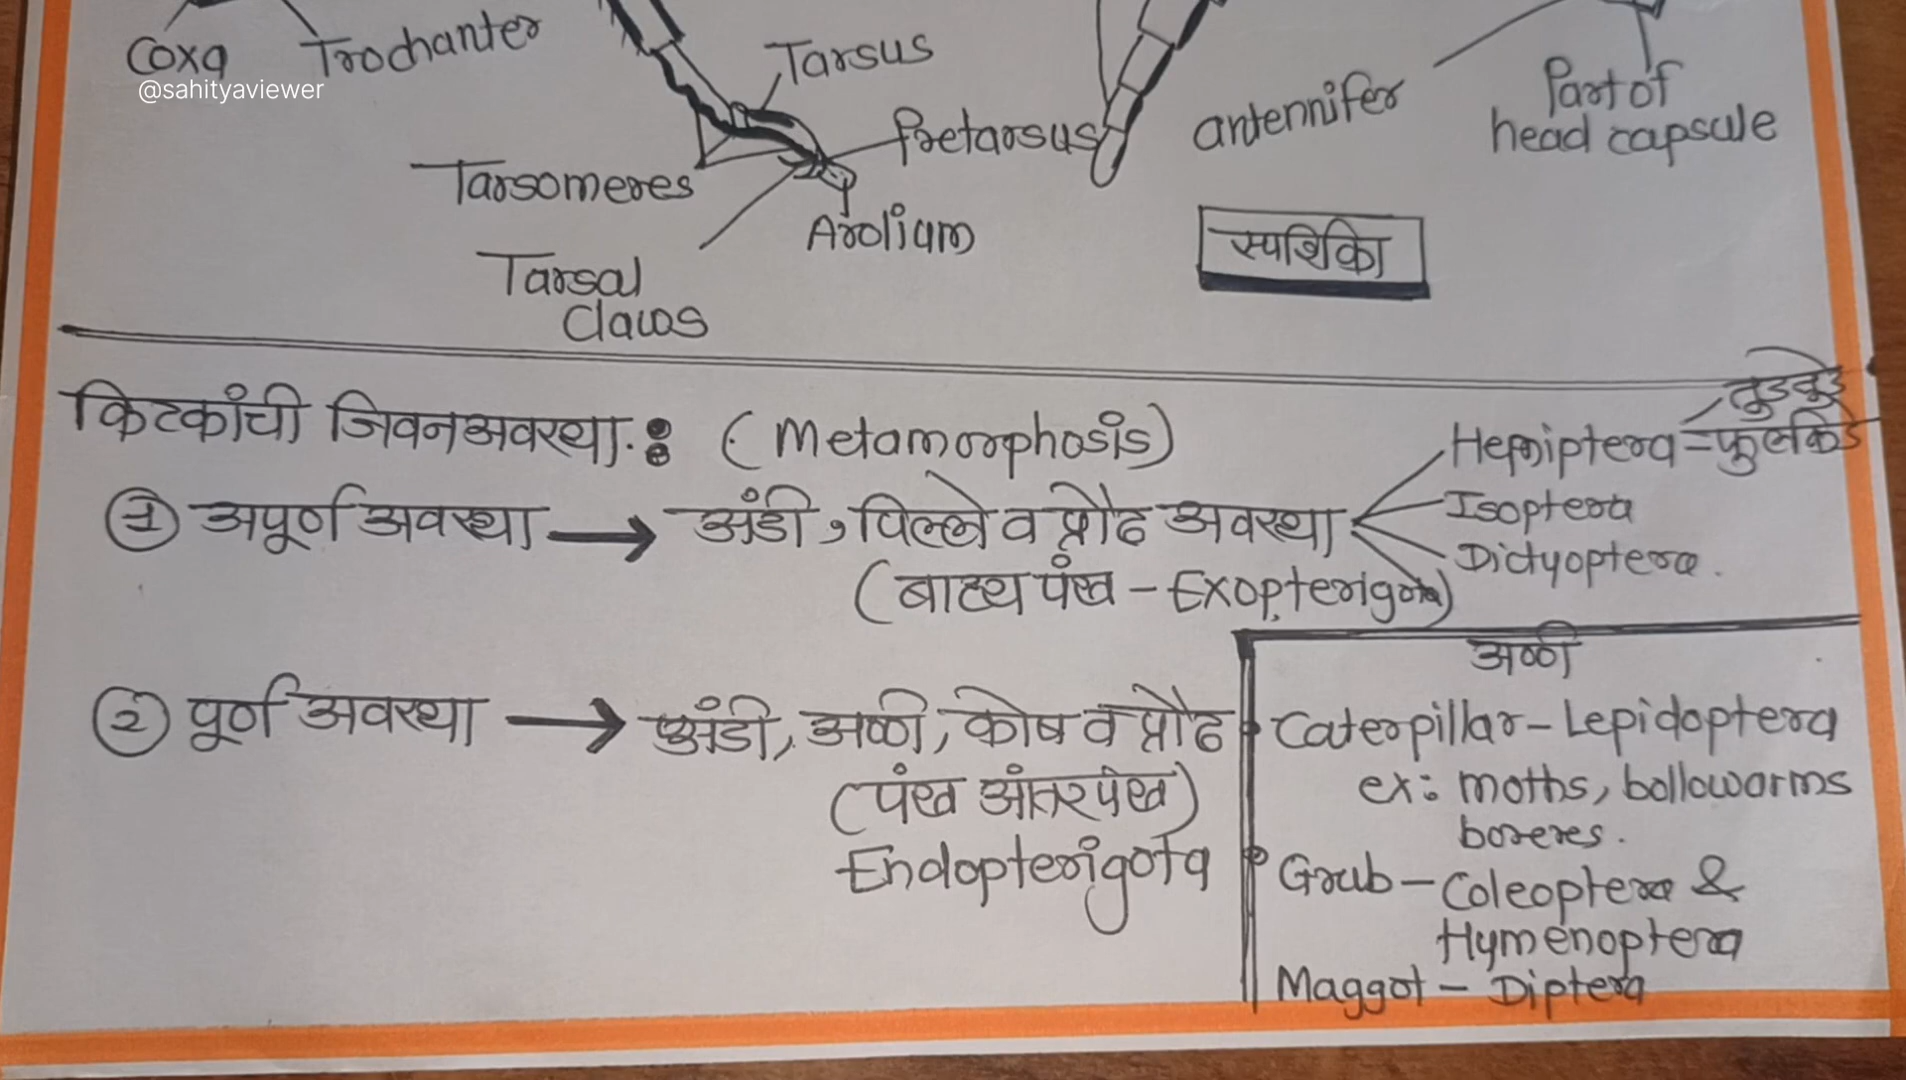 Coxa Trochanter
@sahityaviewer
Tarsus
Pretarsus
Tarsomeres
Arolium
Tarsal
Claws
antennifer
Part of
head capsule
स्पर्शिका
किटकांची जिवनअवस्था. : (Metamorphosis)
① अपूर्ण अवस्था → अंडी, पिल्ले व प्रौढ अवस्था
(बाह्य पंख - Exopterigota)
तुडतुडे
Hemiptera = फुलकिडे
Isoptera
Dictyoptera.
② पूर्ण अवस्था → अंडी, अळी, कोष व प्रौढ
(पंख आंतरपंख)
Endopterigota
अळी
Caterpillar - Lepidoptera
ex: moths, bollowarms
boreres.
Grub - Coleoptera &
Hymenoptera
Maggot - Diptera